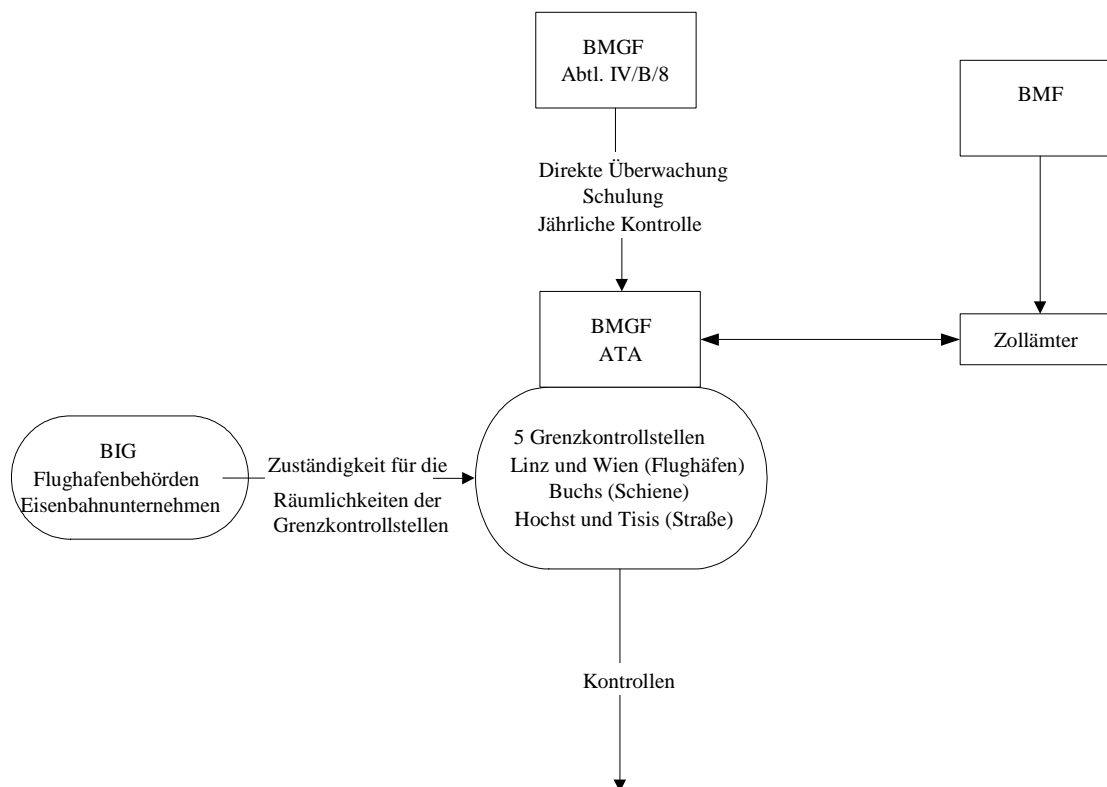 BMGF
Abtl. IV/B/8
BMF
Direkte Überwachung
Schulung
Jährliche Kontrolle
BMGF
ATA
Zollämter
BIG
Flughafenbehörden
Eisenbahnunternehmen
Zuständigkeit für die
Räumlichkeiten der
Grenzkontrollstellen
5 Grenzkontrollstellen
Linz und Wien (Flughäfen)
Buchs (Schiene)
Hochst und Tisis (Straße)
Kontrollen